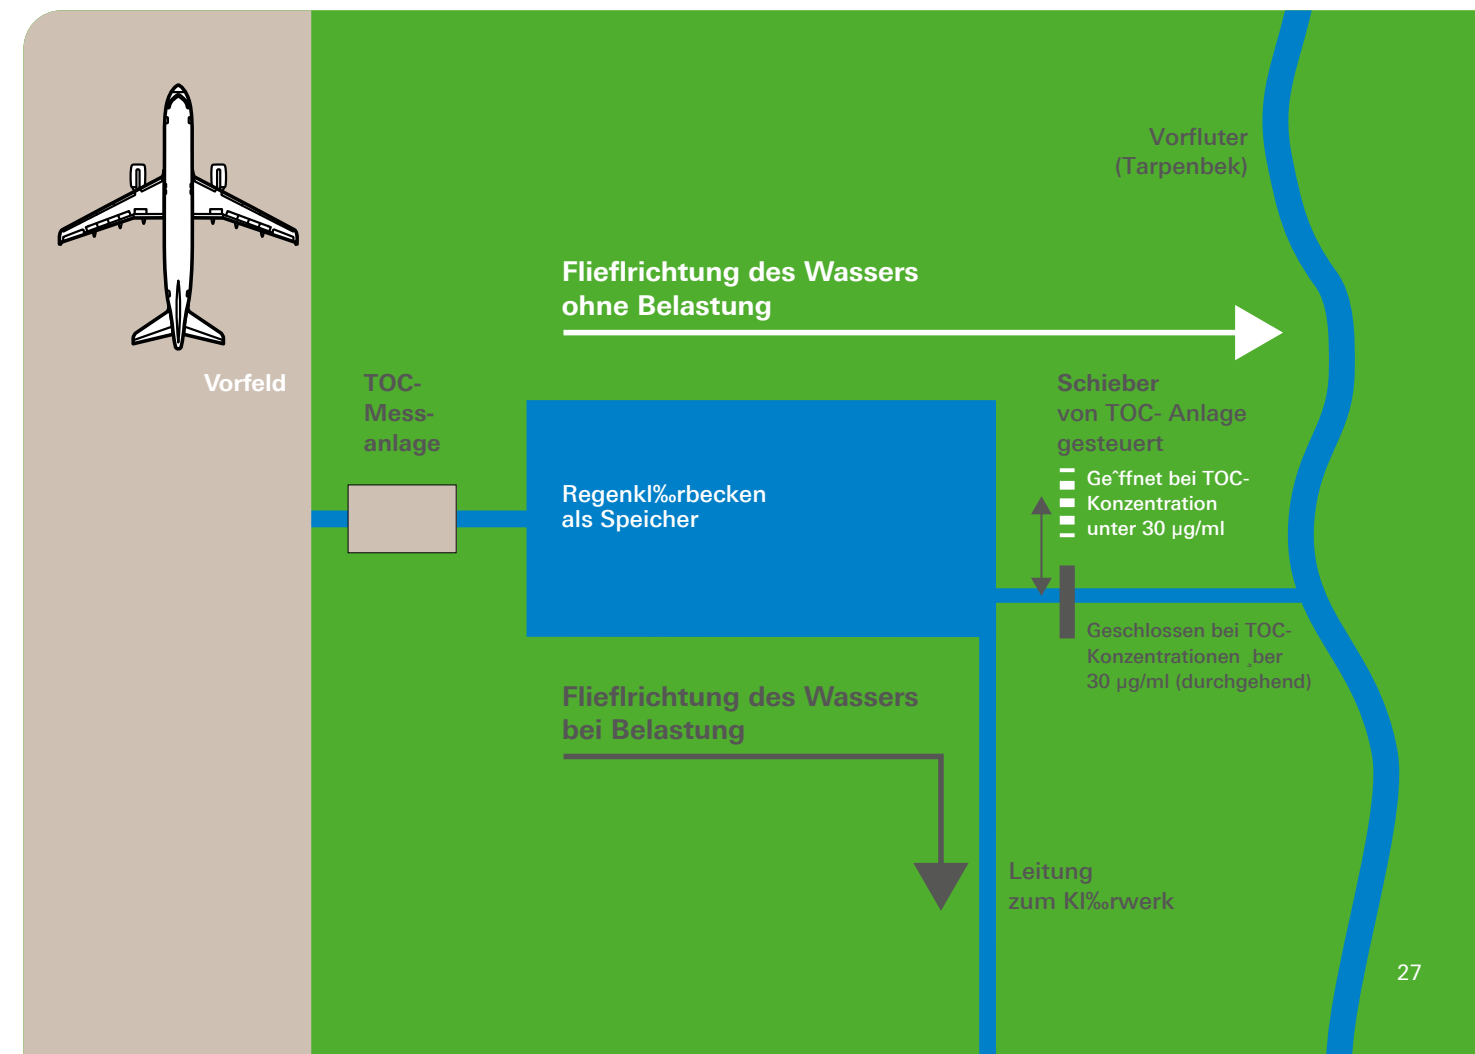 Vorfluter
(Tarpenbek)
Flieflrichtung des Wassers
ohne Belastung
Vorfeld
TOC-
Mess-
anlage
Schieber
von TOC- Anlage
gesteuert
Geˆffnet bei TOC-
Konzentration
unter 30 µg/ml
Regenkl‰rbecken
als Speicher
Geschlossen bei TOC-
Konzentrationen ¸ber
30 µg/ml (durchgehend)
Flieflrichtung des Wassers
bei Belastung
Leitung
zum Kl‰rwerk
27